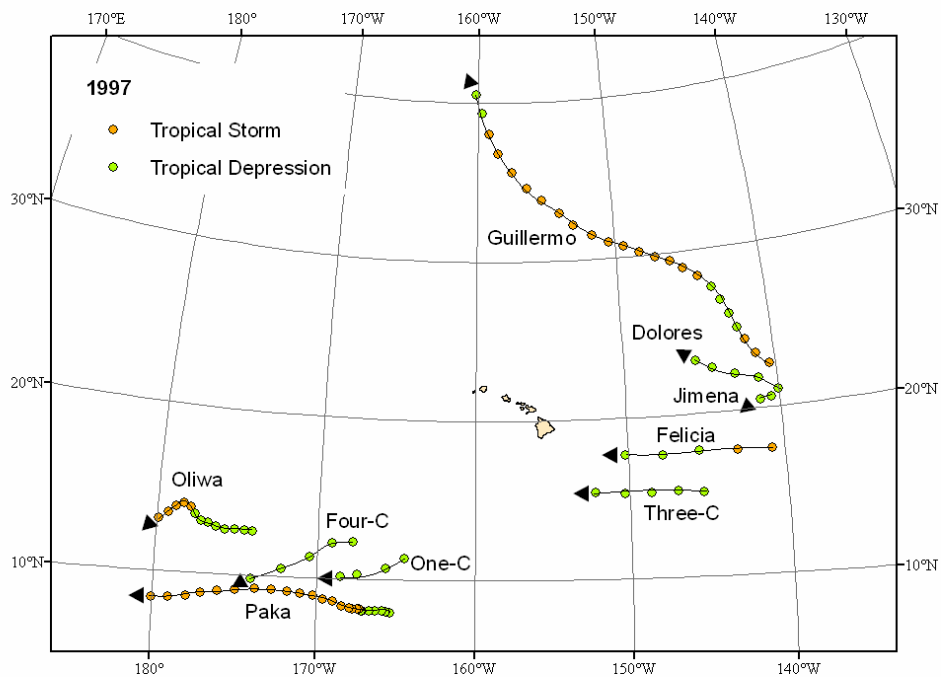 170°E 180° 170°W 160°W 150°W 140°W 130°W
1997
Tropical Storm
Tropical Depression
30°N 30°N
Guillermo
Dolores
20°N 20°N
Jimena
Felicia
Oliwa
Three-C
Four-C
One-C
10°N 10°N
Paka
180° 170°W 160°W 150°W 140°W